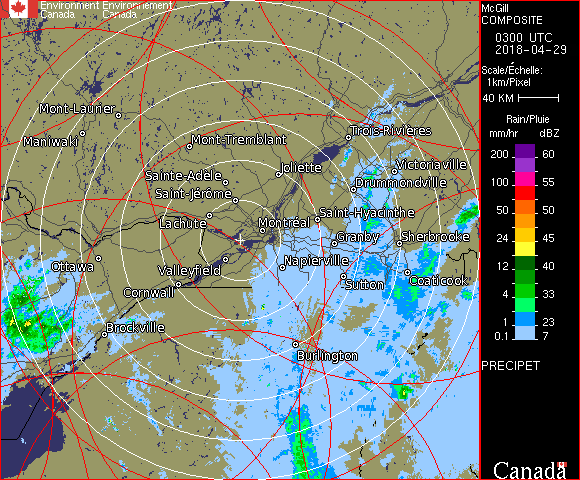 Environment Environnement
Canada Canada
McGill
COMPOSITE
0300 UTC
2018-04-29
Scale/Échelle:
1km/Pixel
40 KM
Rain/Pluie
mm/hr dBZ
200 60
100 55
50 50
24 45
12 40
4 33
1 23
0.1 7
PRECIPET
Canada
Mont-Laurier
Maniwaki
Mont-Tremblant
Trois-Rivières
Sainte-Adèle
Joliette
Victoriaville
Saint-Jérôme
Drummondville
Lachute
Montréal
Saint-Hyacinthe
Granby
Sherbrooke
Ottawa
Valleyfield
Napierville
Cornwall
Sutton
Coaticook
Brockville
Burlington